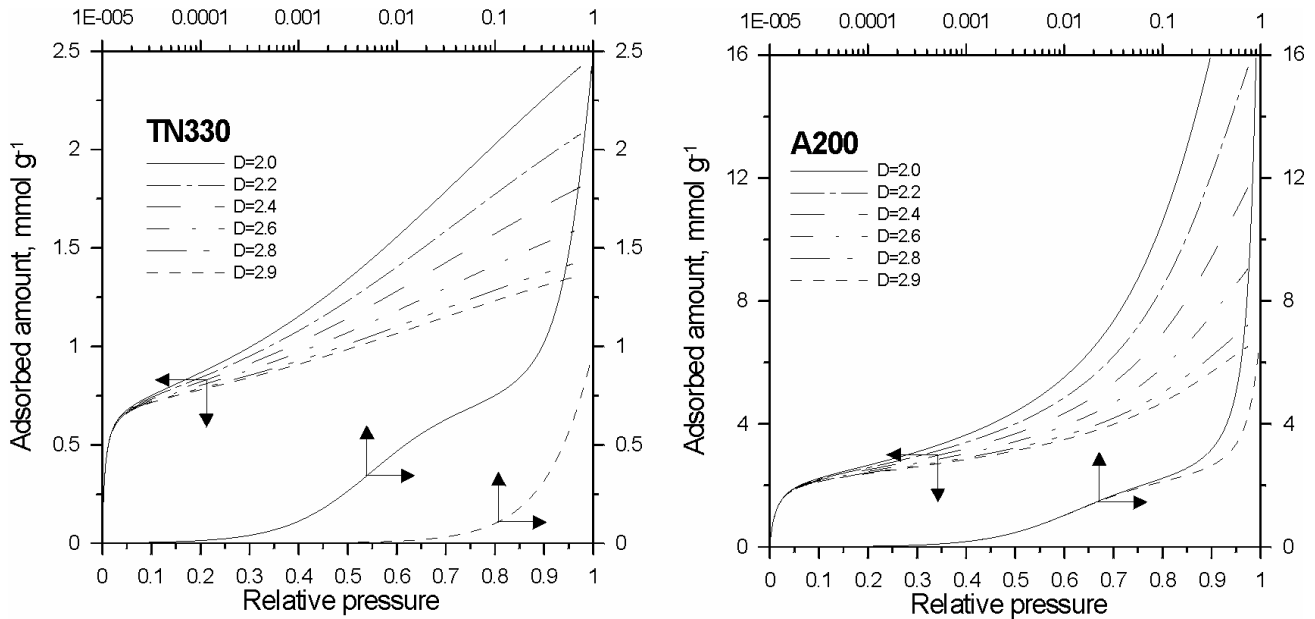 1E-005 0.0001 0.001 0.01 0.1 1
2.5 2.5
TN330
D=2.0
D=2.2
D=2.4
D=2.6
D=2.8
D=2.9
2 2
1.5 1.5
1 1
0.5 0.5
0 0
0 0.1 0.2 0.3 0.4 0.5 0.6 0.7 0.8 0.9 1
Relative pressure
Adsorbed amount, mmol g-1
1E-005 0.0001 0.001 0.01 0.1 1
16 16
A200
D=2.0
D=2.2
D=2.4
D=2.6
D=2.8
D=2.9
12 12
8 8
4 4
0 0
0 0.1 0.2 0.3 0.4 0.5 0.6 0.7 0.8 0.9 1
Relative pressure
Adsorbed amount, mmol g-1